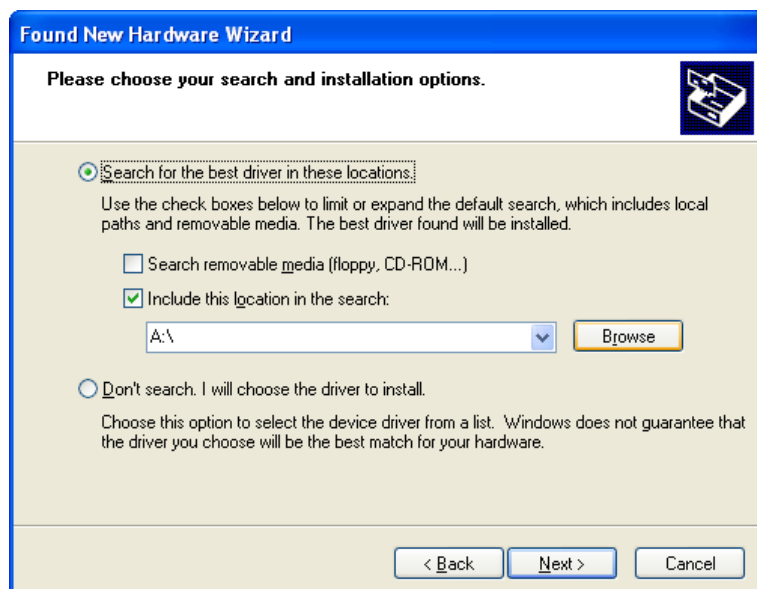 Found New Hardware Wizard
Please choose your search and installation options.
Search for the best driver in these locations.
Use the check boxes below to limit or expand the default search, which includes local
paths and removable media. The best driver found will be installed.
Search removable media (floppy, CD-ROM...)
Include this location in the search:
A:\
Browse
Don't search. I will choose the driver to install.
Choose this option to select the device driver from a list. Windows does not guarantee that
the driver you choose will be the best match for your hardware.
< Back
Next >
Cancel